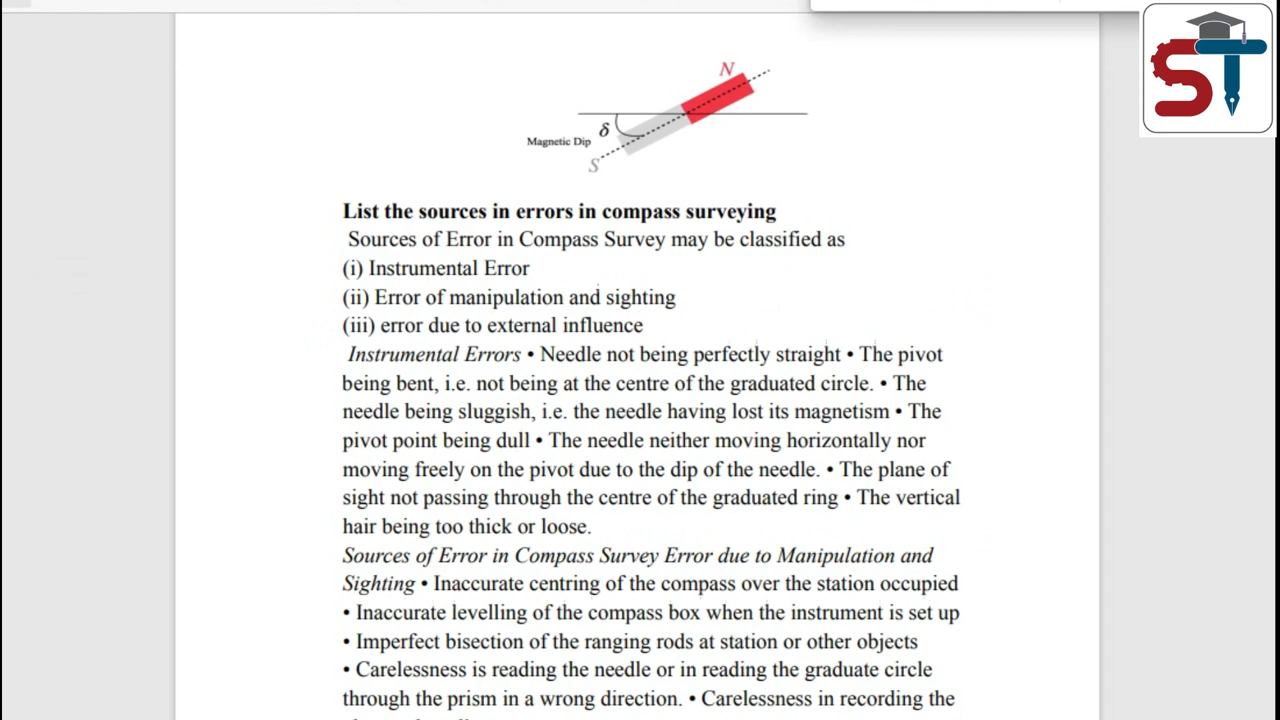 ST
N
δ
Magnetic Dip
S
List the sources in errors in compass surveying
Sources of Error in Compass Survey may be classified as
(i) Instrumental Error
(ii) Error of manipulation and sighting
(iii) error due to external influence
Instrumental Errors • Needle not being perfectly straight • The pivot
being bent, i.e. not being at the centre of the graduated circle. • The
needle being sluggish, i.e. the needle having lost its magnetism • The
pivot point being dull • The needle neither moving horizontally nor
moving freely on the pivot due to the dip of the needle. • The plane of
sight not passing through the centre of the graduated ring • The vertical
hair being too thick or loose.
Sources of Error in Compass Survey Error due to Manipulation and
Sighting • Inaccurate centring of the compass over the station occupied
• Inaccurate levelling of the compass box when the instrument is set up
• Imperfect bisection of the ranging rods at station or other objects
• Carelessness is reading the needle or in reading the graduate circle
through the prism in a wrong direction. • Carelessness in recording the